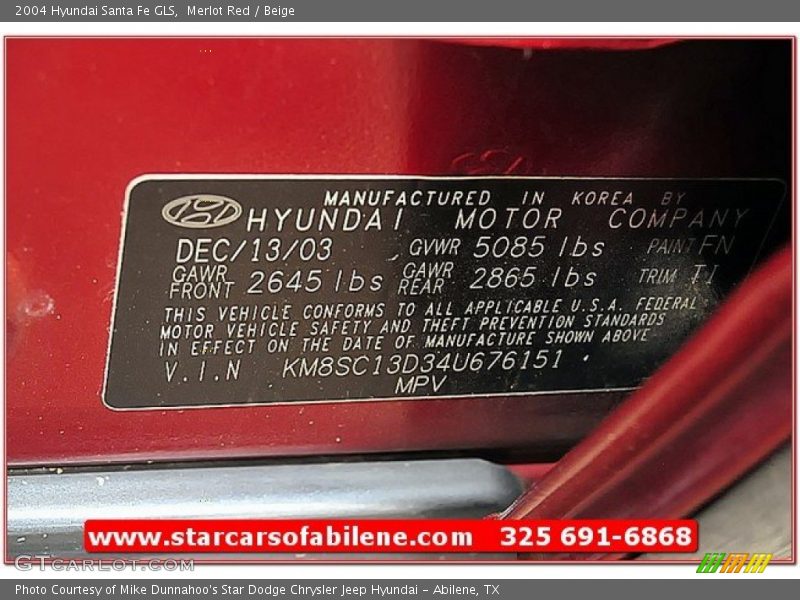 2004 Hyundai Santa Fe GLS, Merlot Red / Beige
MANUFACTURED IN KOREA BY
HYUNDAI MOTOR COMPANY
DEC/13/03 GVWR 5085 lbs PAINT FN
GAWR FRONT 2645 lbs GAWR REAR 2865 lbs TRIM TI
THIS VEHICLE CONFORMS TO ALL APPLICABLE U.S.A. FEDERAL
MOTOR VEHICLE SAFETY AND THEFT PREVENTION STANDARDS
IN EFFECT ON THE DATE OF MANUFACTURE SHOWN ABOVE
V.I.N KM8SC13D34U676151
MPV
www.starcarsofabilene.com 325 691-6868
GTcarlot.com
Photo Courtesy of Mike Dunnahoo's Star Dodge Chrysler Jeep Hyundai - Abilene, TX